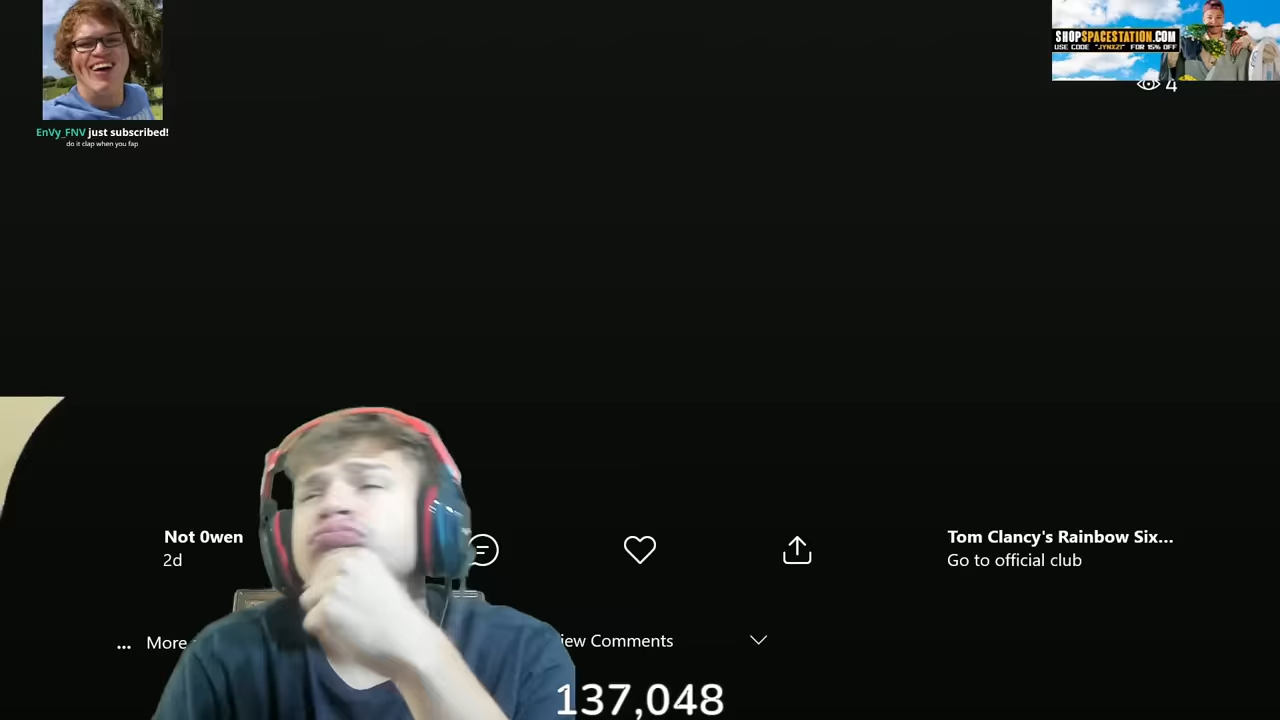 SHOPSPACESTATION.COM
USE CODE "JYNXZI" FOR 15% OFF
4
EnVy_FNV just subscribed!
do it clap when you fap
Not 0wen
2d
Tom Clancy's Rainbow Six...
Go to official club
... More
iew Comments
137,048